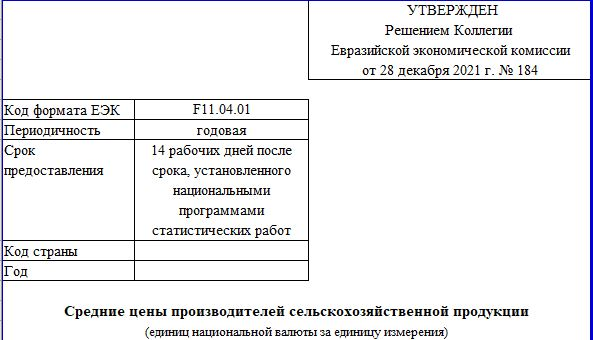 УТВЕРЖДЕН
Решением Коллегии
Евразийской экономической комиссии
от 28 декабря 2021 г. № 184
Код формата ЕЭК F11.04.01
Периодичность годовая
Срок предоставления 14 рабочих дней после
срока, установленного
национальными
программами
статистических работ
Код страны
Год
Средние цены производителей сельскохозяйственной продукции
(единиц национальной валюты за единицу измерения)